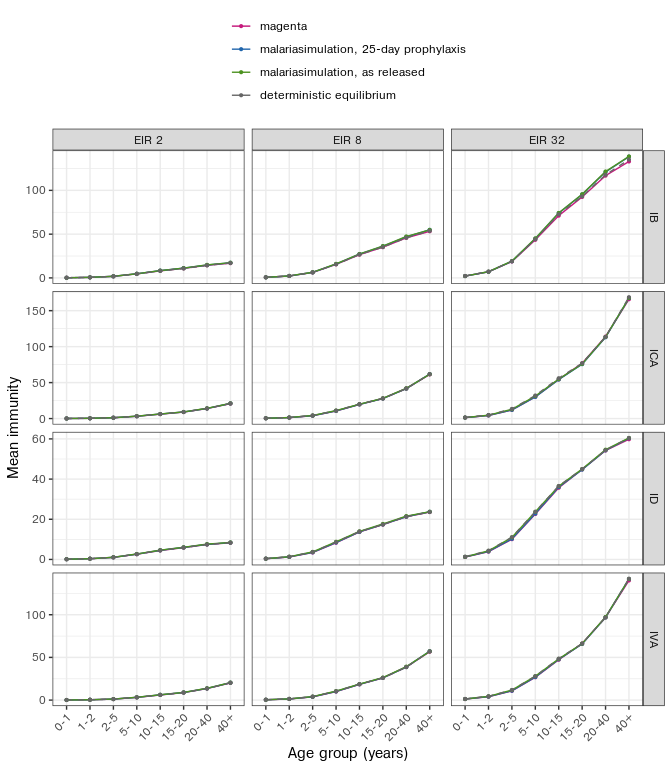 magenta
malariasimulation, 25-day prophylaxis
malariasimulation, as released
deterministic equilibrium
EIR 2 EIR 8 EIR 32
100
50
0
IB
150
100
50
0
ICA
60
40
20
0
ID
100
50
0
IVA
Mean immunity
0-1 1-2 2-5 5-10 10-15 15-20 20-40 40+ 0-1 1-2 2-5 5-10 10-15 15-20 20-40 40+ 0-1 1-2 2-5 5-10 10-15 15-20 20-40 40+
Age group (years)